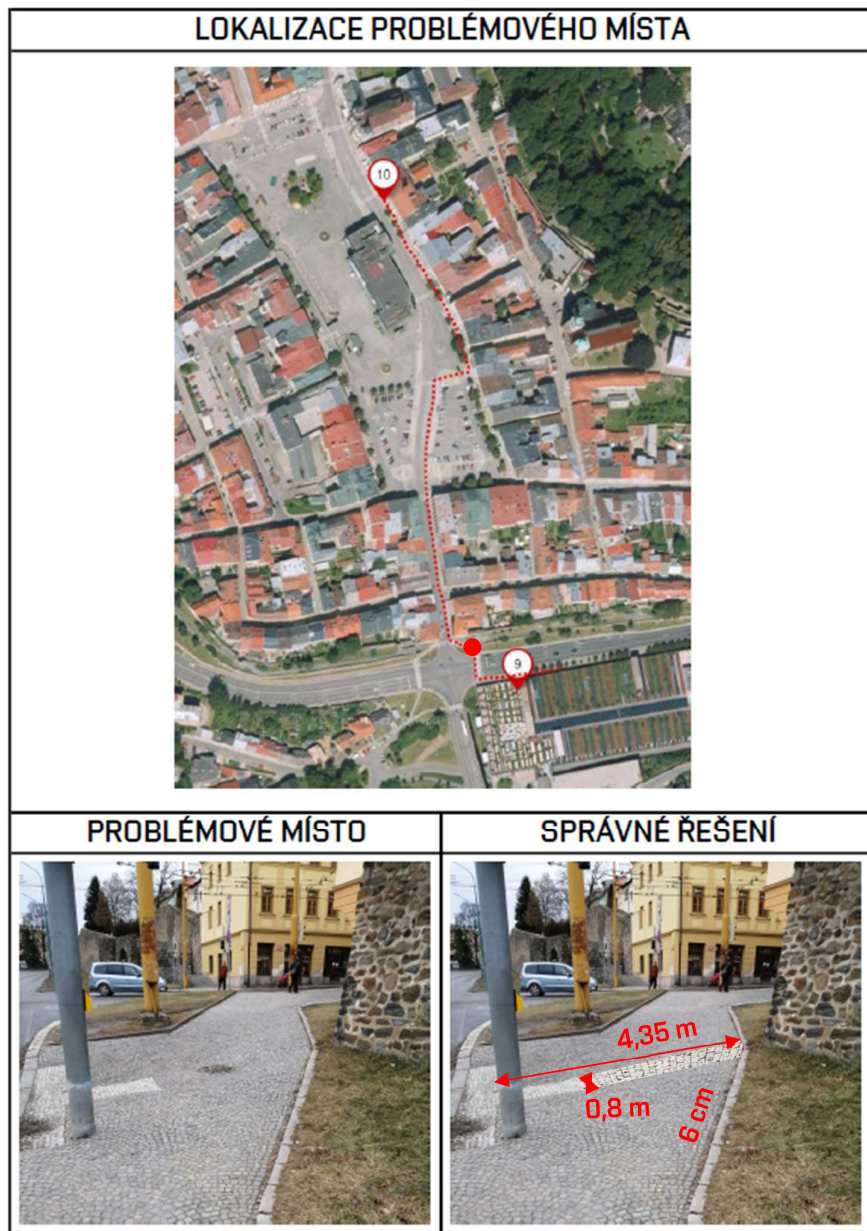 LOKALIZACE PROBLÉMOVÉHO MÍSTA
10
9
PROBLÉMOVÉ MÍSTO
SPRÁVNÉ ŘEŠENÍ
4,35 m
0,8 m
6 cm